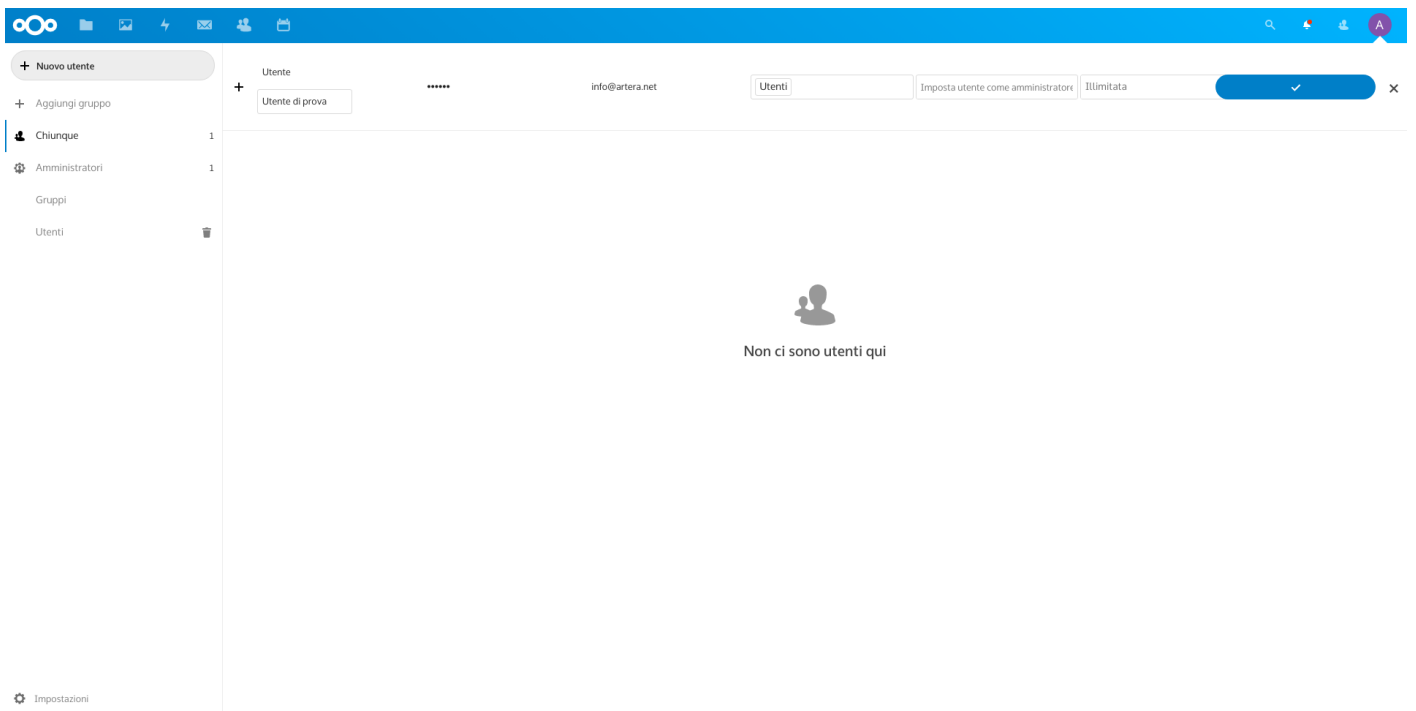 A
Nuovo utente
Aggiungi gruppo
Chiunque 1
Amministratori 1
Gruppi
Utenti
Impostazioni
Utente
Utente di prova
••••••
info@artera.net
Utenti
Imposta utente come amministratore
Illimitata
Non ci sono utenti qui